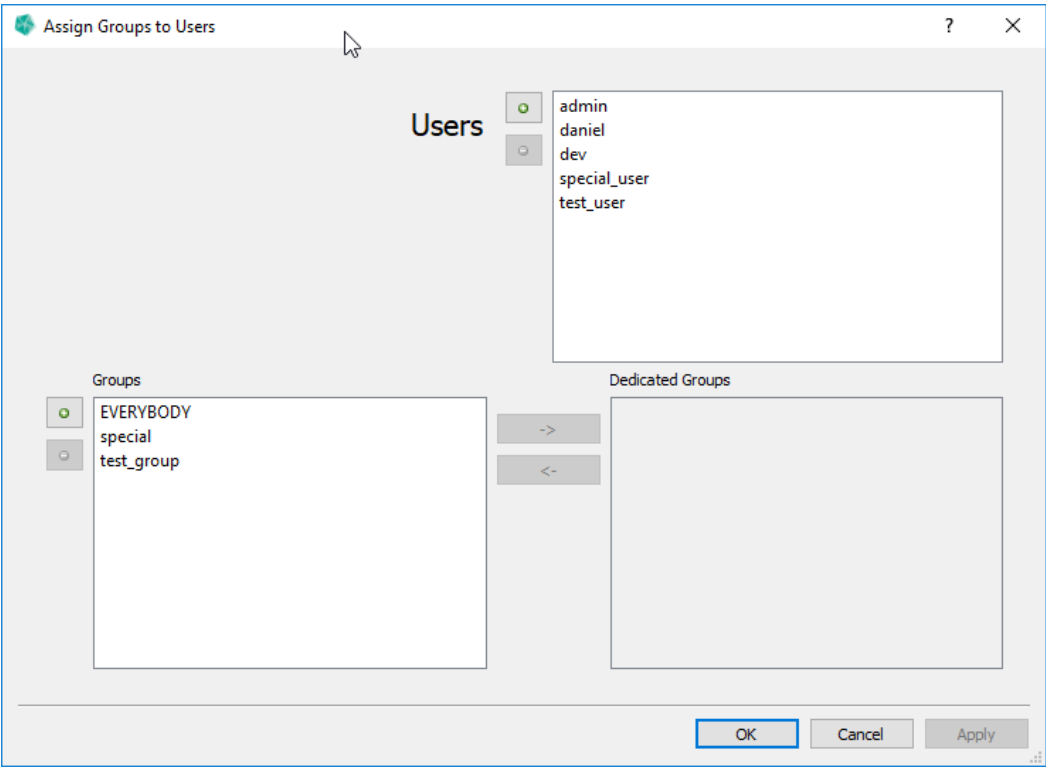 Assign Groups to Users
?
Users
admin
daniel
dev
special_user
test_user
Groups
Dedicated Groups
EVERYBODY
special
test_group
->
<-
OK
Cancel
Apply